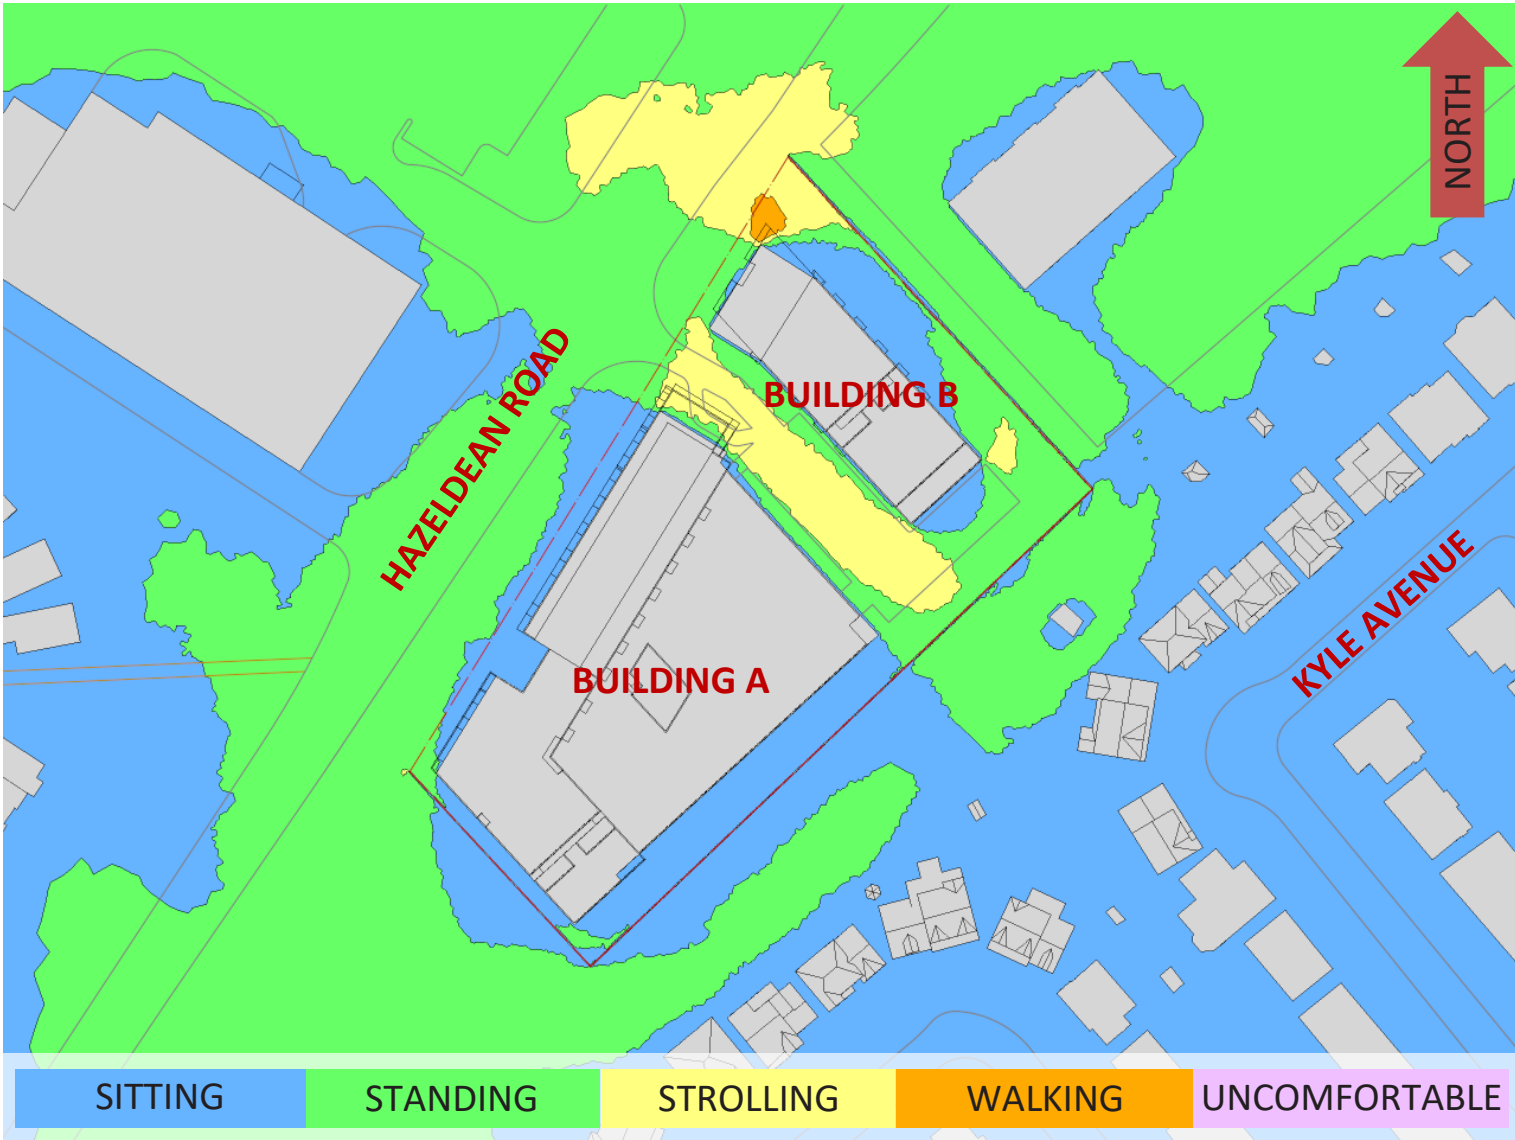 NORTH
HAZELDEAN ROAD
BUILDING B
BUILDING A
KYLE AVENUE
SITTING STANDING STROLLING WALKING UNCOMFORTABLE